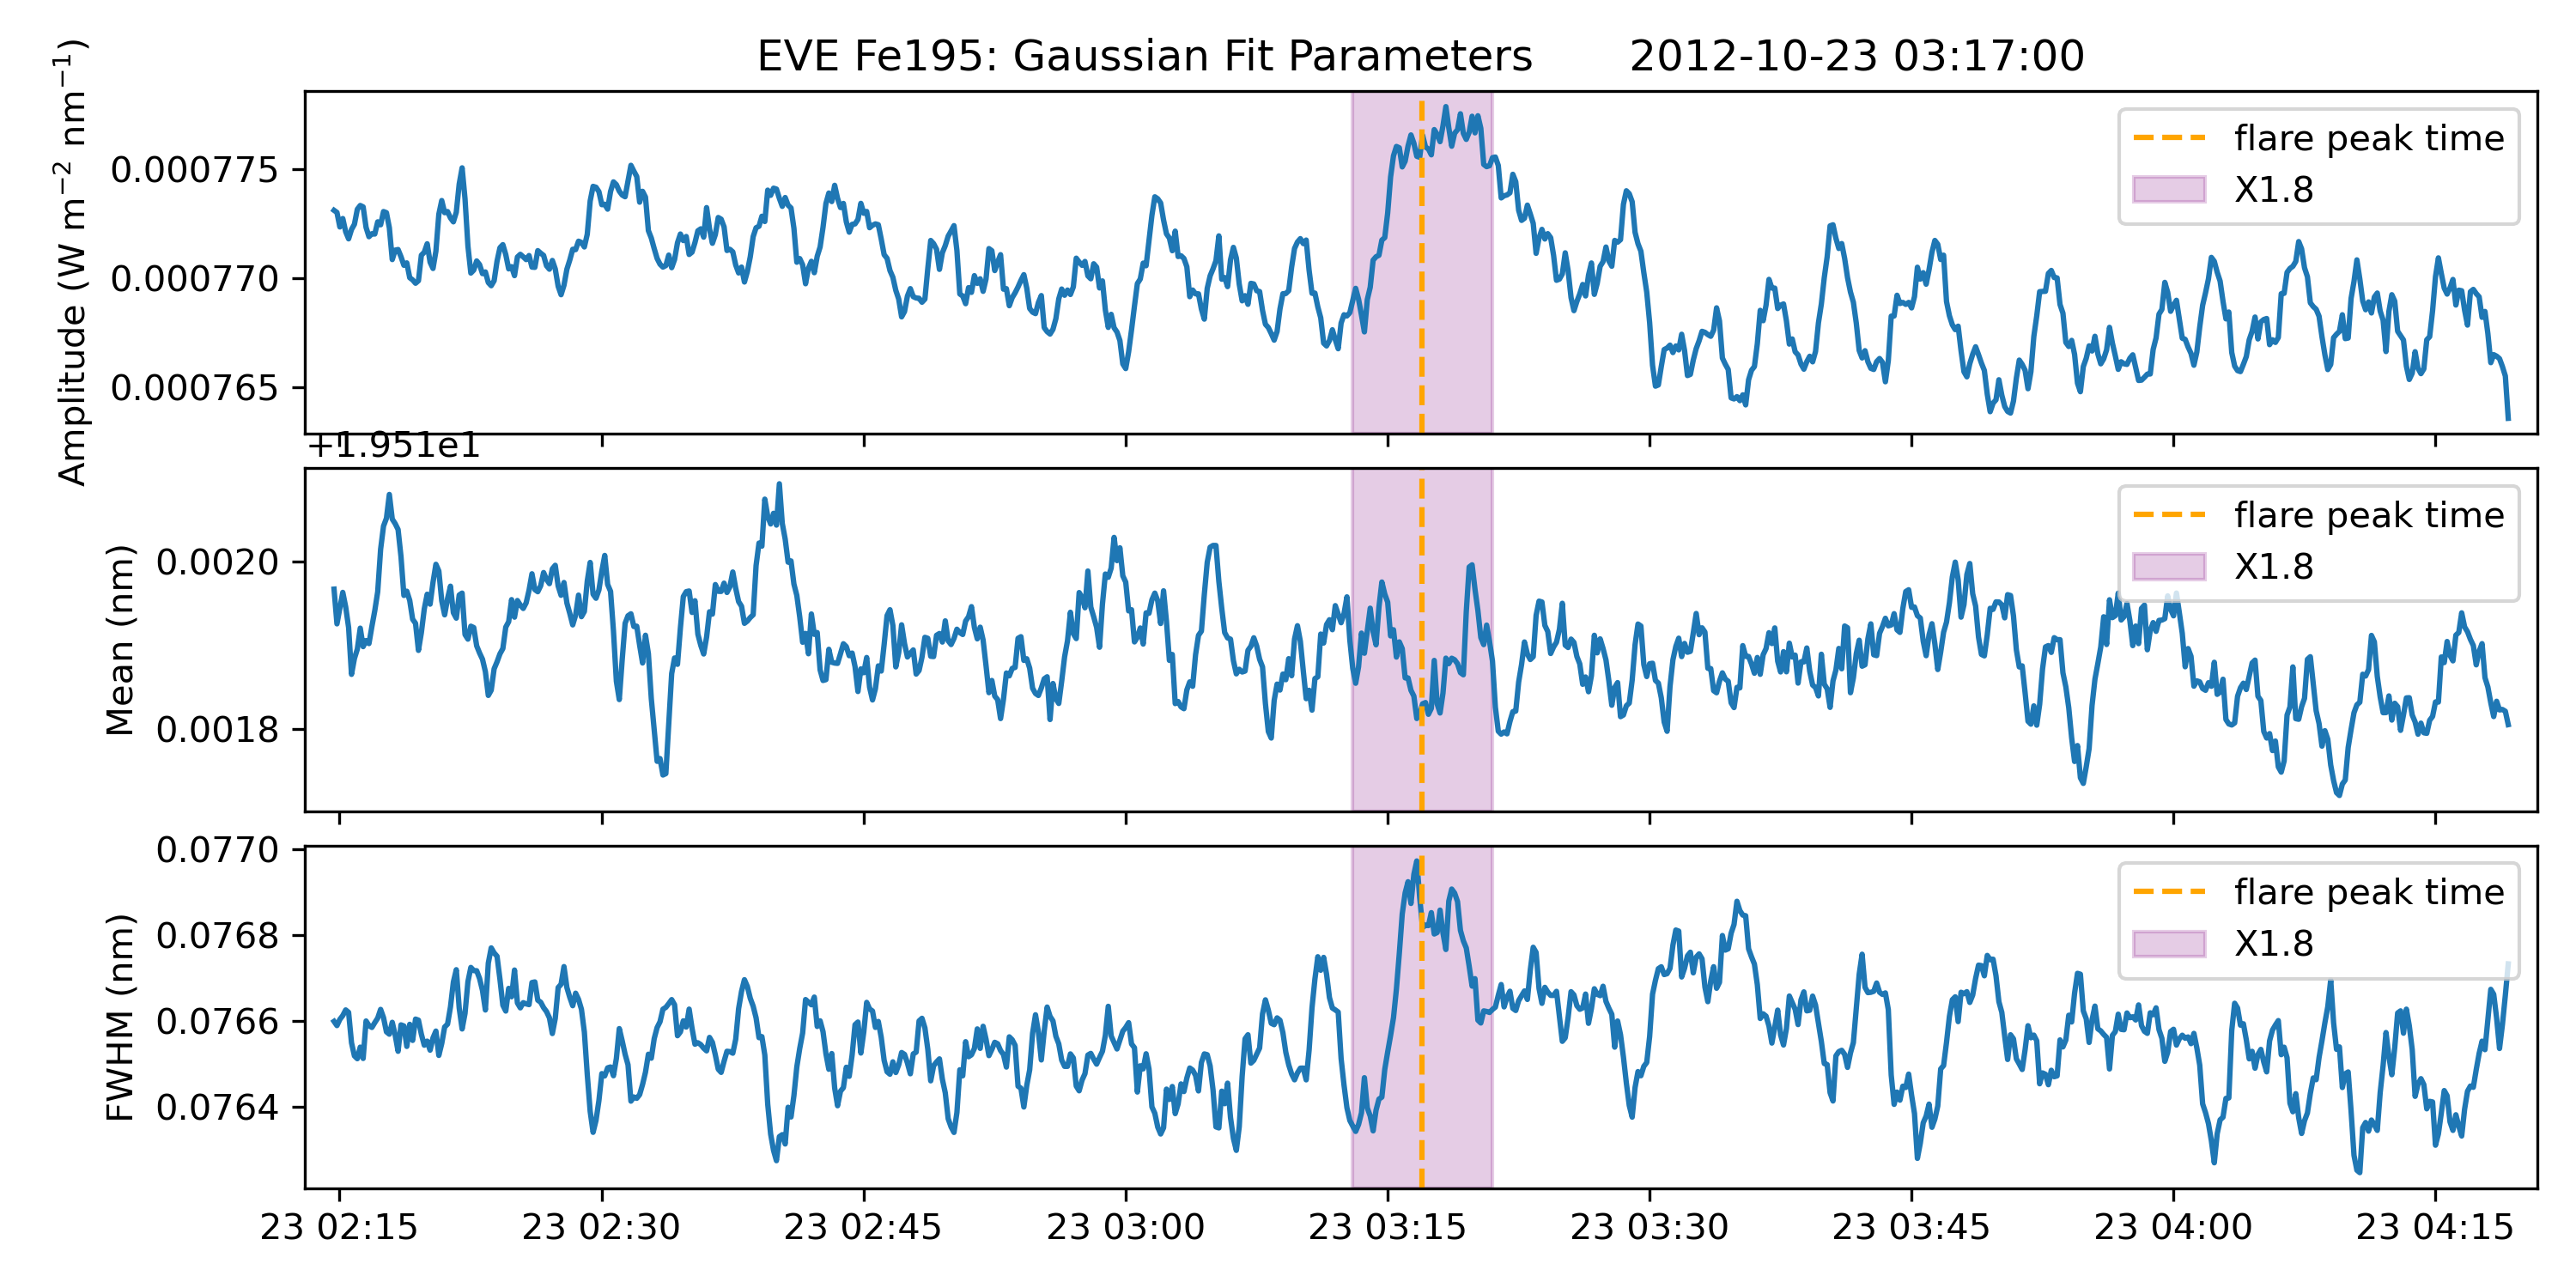 EVE Fe195: Gaussian Fit Parameters 2012-10-23 03:17:00
Amplitude (W m⁻² nm⁻¹)
0.000775
0.000770
0.000765
flare peak time
X1.8
+1.951e1
Mean (nm)
0.0020
0.0018
flare peak time
X1.8
FWHM (nm)
0.0770
0.0768
0.0766
0.0764
flare peak time
X1.8
23 02:15 23 02:30 23 02:45 23 03:00 23 03:15 23 03:30 23 03:45 23 04:00 23 04:15